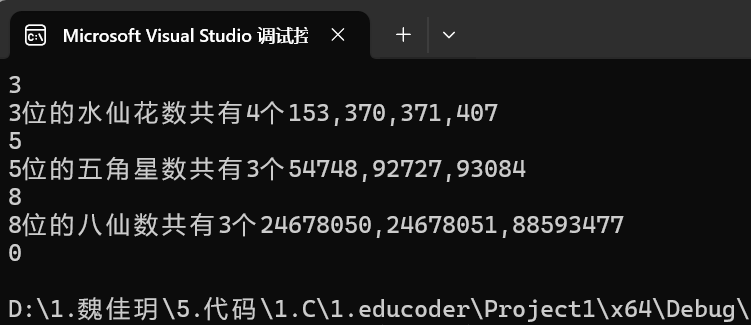 Microsoft Visual Studio 调试控
3
3位的水仙花数共有4个153,370,371,407
5
5位的五角星数共有3个54748,92727,93084
8
8位的八仙数共有3个24678050,24678051,88593477
0
D:\1.魏佳玥\5.代码\1.C\1.educoder\Project1\x64\Debug\